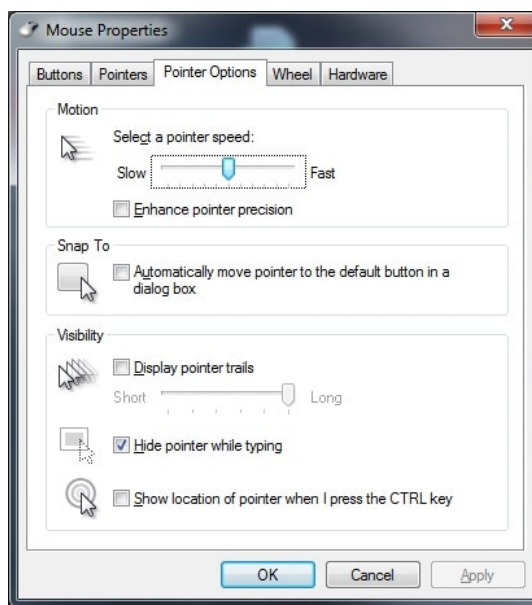 Mouse Properties
Buttons Pointers Pointer Options Wheel Hardware
Motion
Select a pointer speed:
Slow Fast
Enhance pointer precision
Snap To
Automatically move pointer to the default button in a
dialog box
Visibility
Display pointer trails
Short Long
Hide pointer while typing
Show location of pointer when I press the CTRL key
OK Cancel Apply